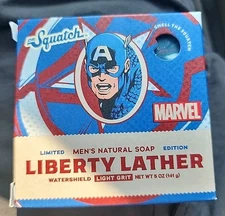 Dr. Squatch
SMELL THE SQUATCH
MARVEL
LIMITED MEN'S NATURAL SOAP EDITION
LIBERTY LATHER
WATERSHIELD LIGHT GRIT NET WT 5 OZ (141 g)